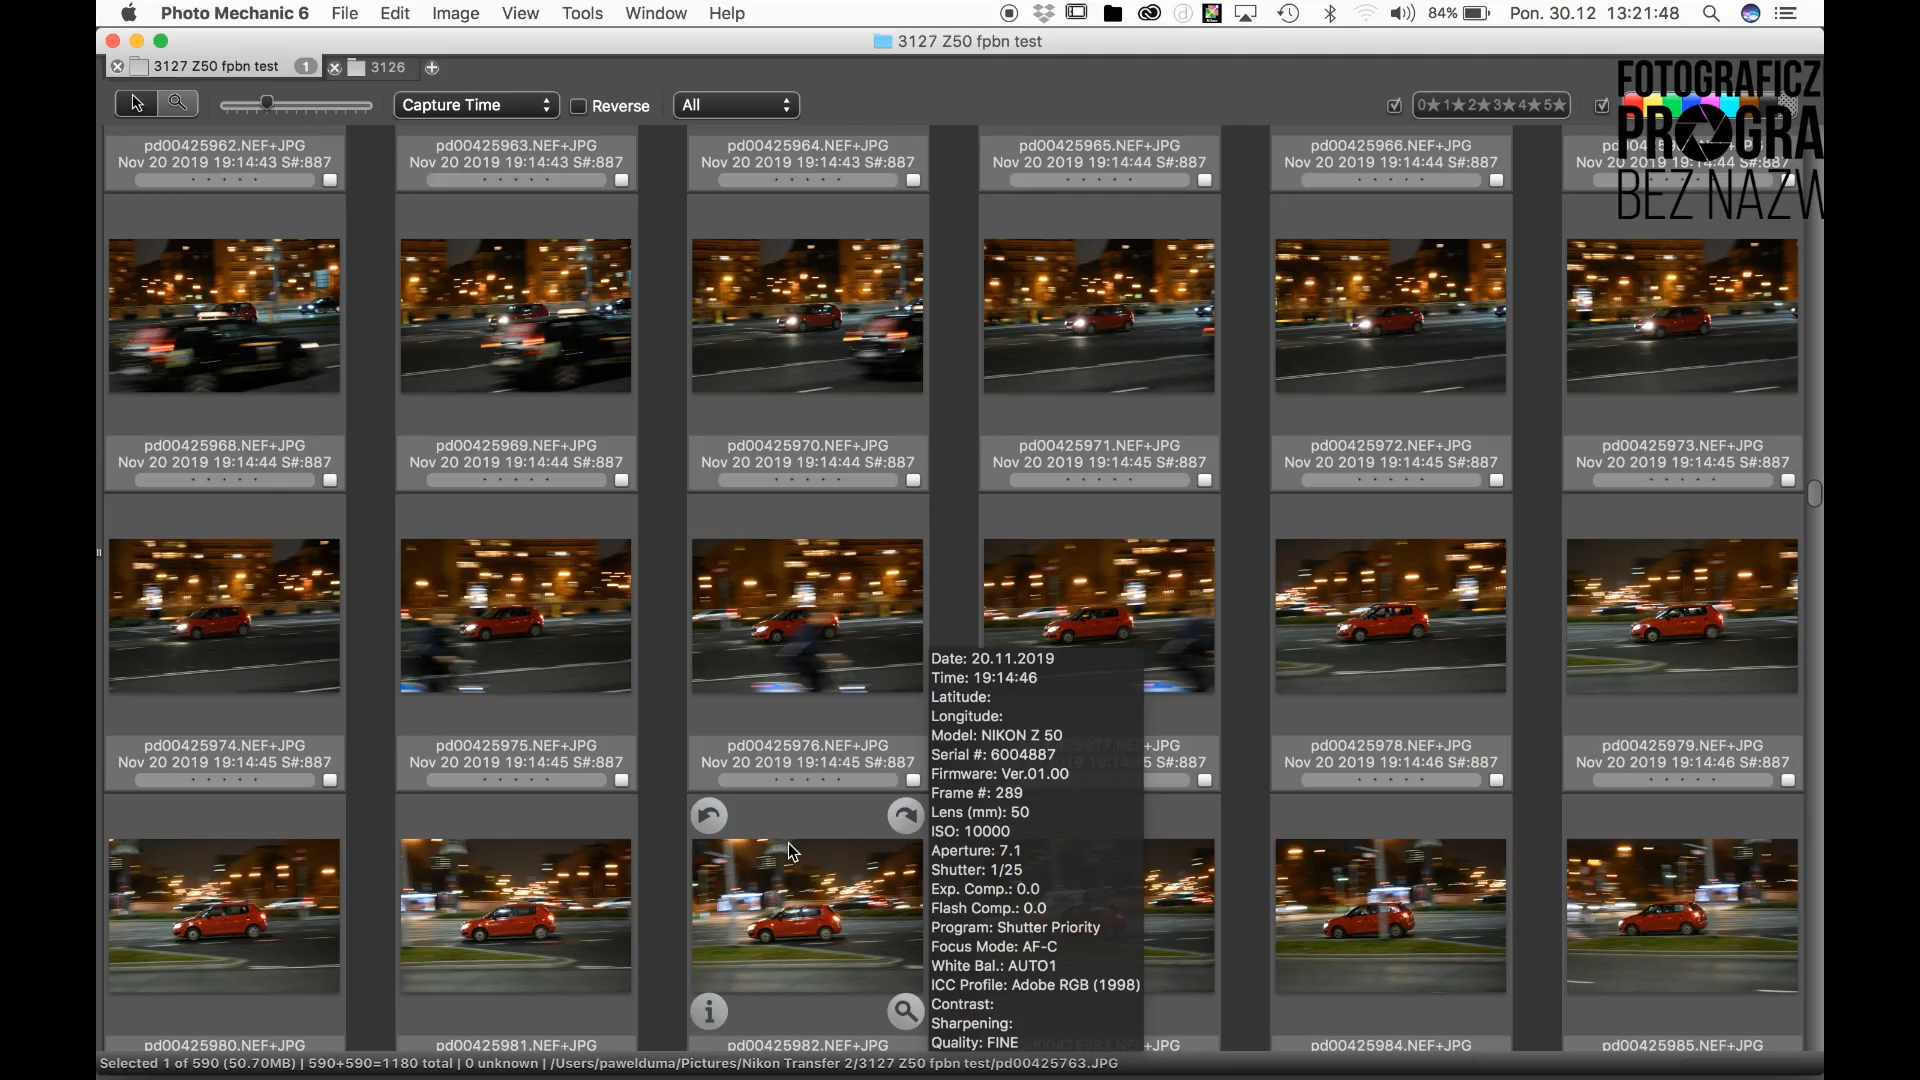 Photo Mechanic 6 File Edit Image View Tools Window Help 84% Pon. 30.12 13:21:48
3127 Z50 fpbn test
3127 Z50 fpbn test 1 3126
Capture Time Reverse All 0★1★2★3★4★5★
FOTOGRAFICZ
PROGRA
BEZ NAZW
pd00425962.NEF+JPG pd00425963.NEF+JPG pd00425964.NEF+JPG pd00425965.NEF+JPG pd00425966.NEF+JPG
Nov 20 2019 19:14:43 S#:887 Nov 20 2019 19:14:43 S#:887 Nov 20 2019 19:14:43 S#:887 Nov 20 2019 19:14:44 S#:887 Nov 20 2019 19:14:44 S#:887 Nov 20 2019 19:14:44 S#:887
pd00425968.NEF+JPG pd00425969.NEF+JPG pd00425970.NEF+JPG pd00425971.NEF+JPG pd00425972.NEF+JPG pd00425973.NEF+JPG
Nov 20 2019 19:14:44 S#:887 Nov 20 2019 19:14:44 S#:887 Nov 20 2019 19:14:44 S#:887 Nov 20 2019 19:14:45 S#:887 Nov 20 2019 19:14:45 S#:887 Nov 20 2019 19:14:45 S#:887
pd00425974.NEF+JPG pd00425975.NEF+JPG pd00425976.NEF+JPG pd00425978.NEF+JPG pd00425979.NEF+JPG
Nov 20 2019 19:14:45 S#:887 Nov 20 2019 19:14:45 S#:887 Nov 20 2019 19:14:45 S#:887 Nov 20 2019 19:14:46 S#:887 Nov 20 2019 19:14:46 S#:887
Date: 20.11.2019
Time: 19:14:46
Latitude:
Longitude:
Model: NIKON Z 50
Serial #: 6004887
Firmware: Ver.01.00
Frame #: 289
Lens (mm): 50
ISO: 10000
Aperture: 7.1
Shutter: 1/25
Exp. Comp.: 0.0
Flash Comp.: 0.0
Program: Shutter Priority
Focus Mode: AF-C
White Bal.: AUTO1
ICC Profile: Adobe RGB (1998)
Contrast:
Sharpening:
Quality: FINE
pd00425980.NEF+JPG pd00425981.NEF+JPG pd00425982.NEF+JPG pd00425984.NEF+JPG pd00425985.NEF+JPG
Selected 1 of 590 (50.70MB) | 590+590=1180 total | 0 unknown | /Users/pawelduma/Pictures/Nikon Transfer 2/3127 Z50 fpbn test/pd00425763.JPG